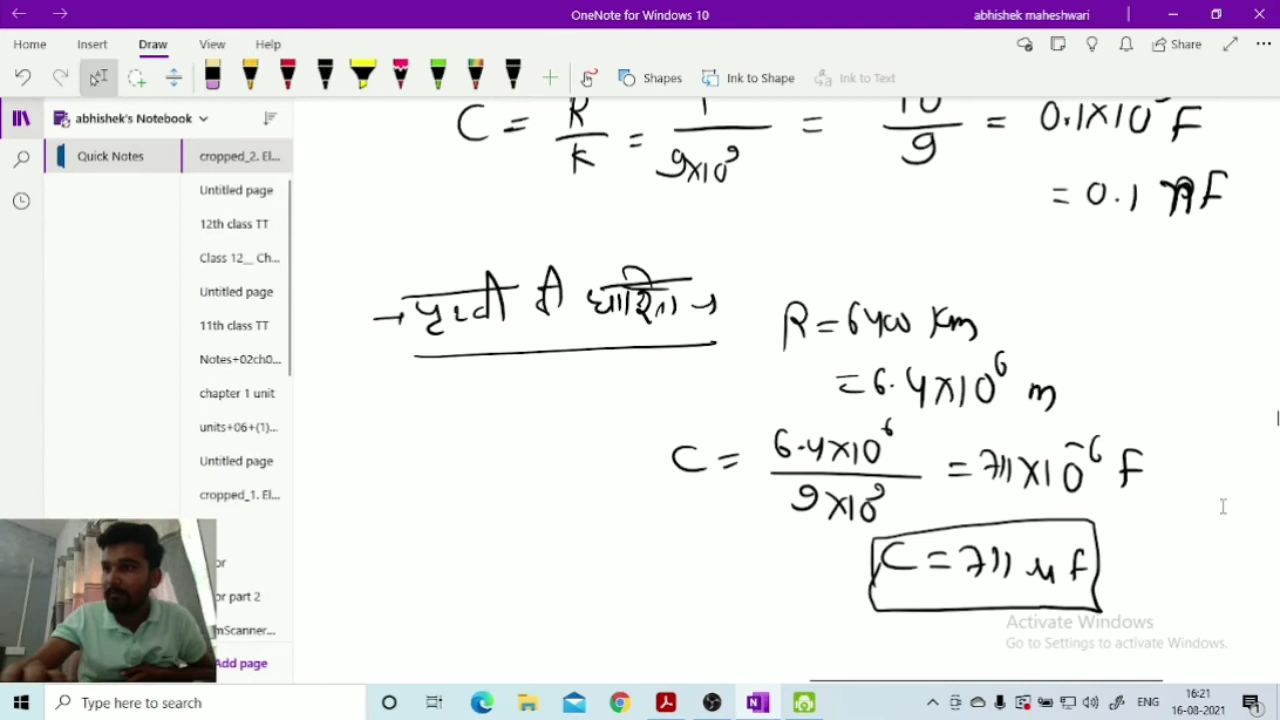 OneNote for Windows 10
abhishek maheshwari
Home Insert Draw View Help
Share
Shapes Ink to Shape Ink to Text
abhishek's Notebook
Quick Notes
cropped_2. El...
Untitled page
12th class TT
Class 12__ Ch...
Untitled page
11th class TT
Notes+02ch0...
chapter 1 unit
units+06+(1)...
Untitled page
cropped_1. El...
or
or part 2
mScanner...
Add page
C = R/k = 1/9×10⁹ = 10/9 = 0.1×10 F
= 0.1 nF
→ पृथ्वी की धारिता →
R = 6400 Km
= 6.4×10⁶ m
C = 6.4×10⁶/9×10⁹ = 711×10⁻⁶ F
C = 711 μF
Activate Windows
Go to Settings to activate Windows.
Type here to search
ENG
16:21
16-08-2021
1